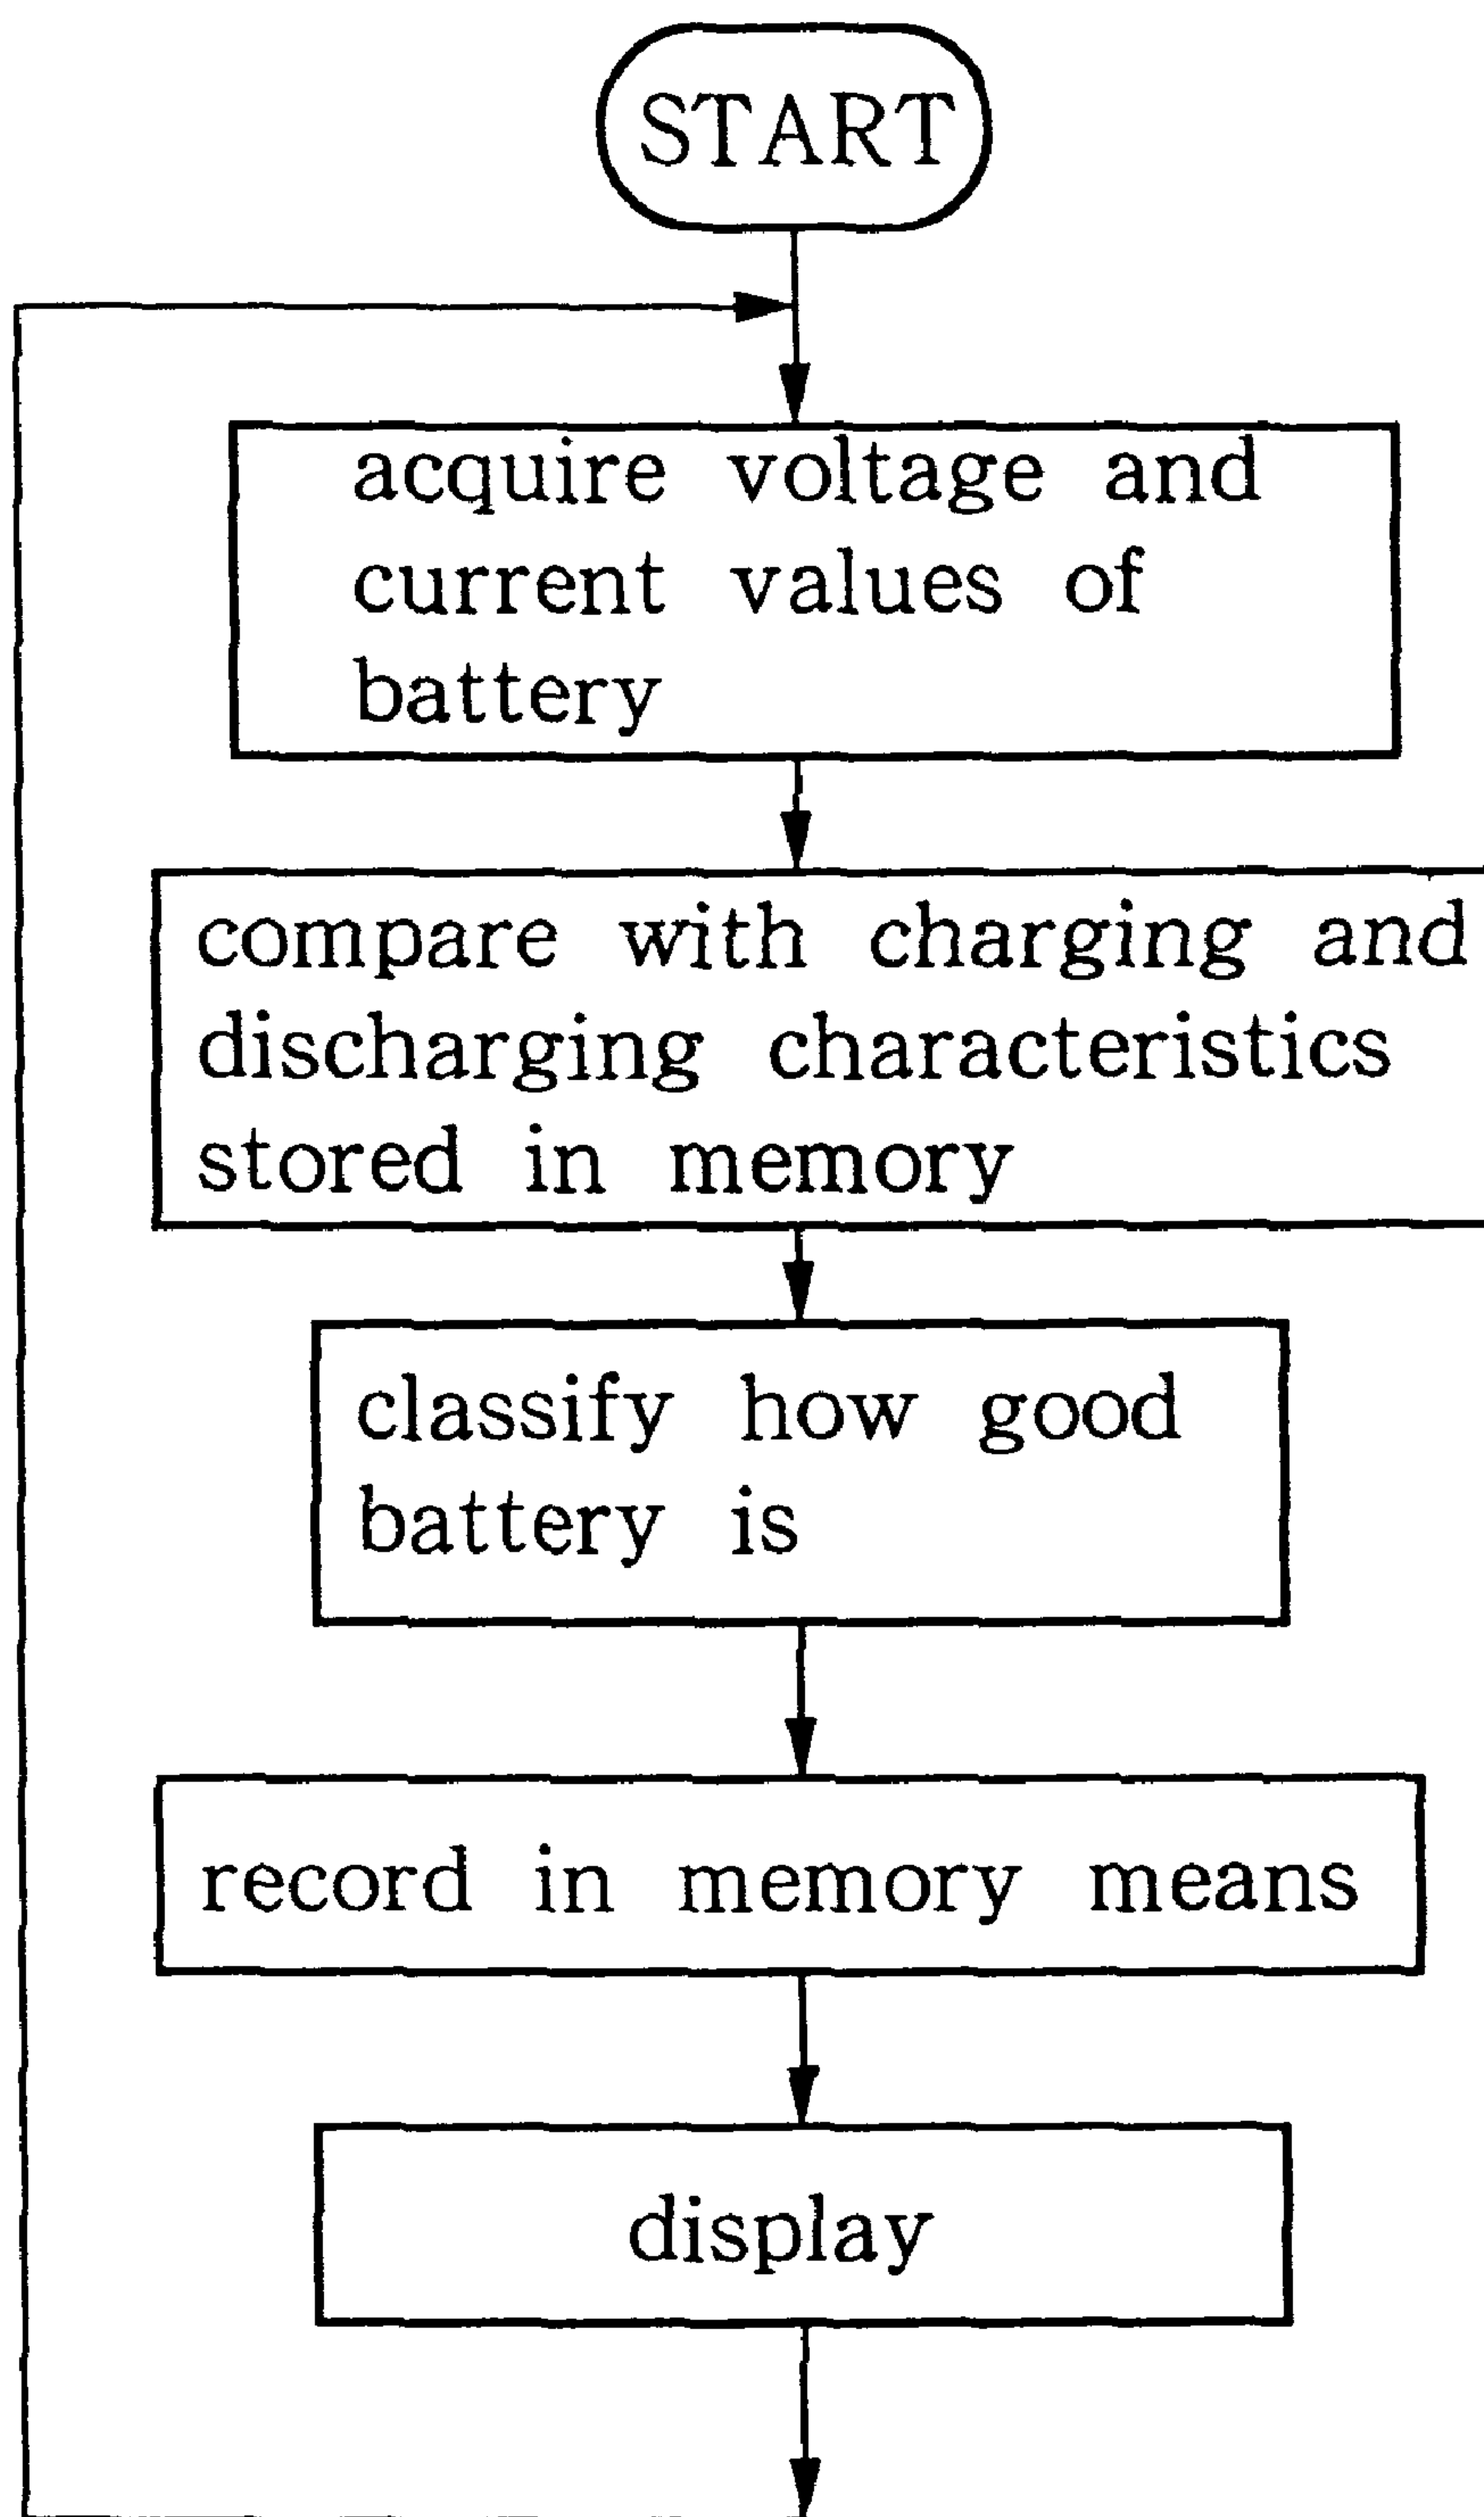 START
acquire voltage and
current values of
battery
compare with charging and
discharging characteristics
stored in memory
classify how good
battery is
record in memory means
display